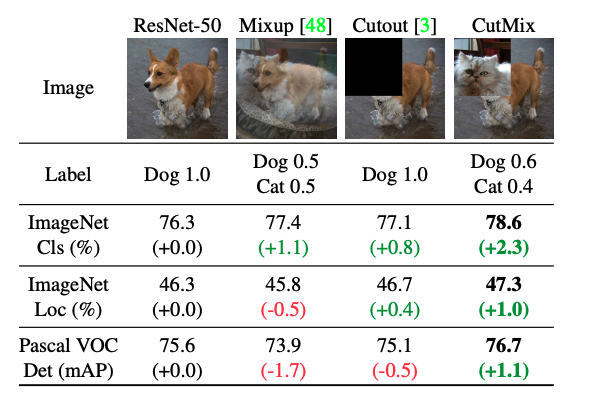 ResNet-50 Mixup [48] Cutout [3] CutMix
Image
Label Dog 1.0 Dog 0.5 Cat 0.5 Dog 1.0 Dog 0.6 Cat 0.4
ImageNet 76.3 77.4 77.1 78.6
Cls (%) (+0.0) (+1.1) (+0.8) (+2.3)
ImageNet 46.3 45.8 46.7 47.3
Loc (%) (+0.0) (-0.5) (+0.4) (+1.0)
Pascal VOC 75.6 73.9 75.1 76.7
Det (mAP) (+0.0) (-1.7) (-0.5) (+1.1)